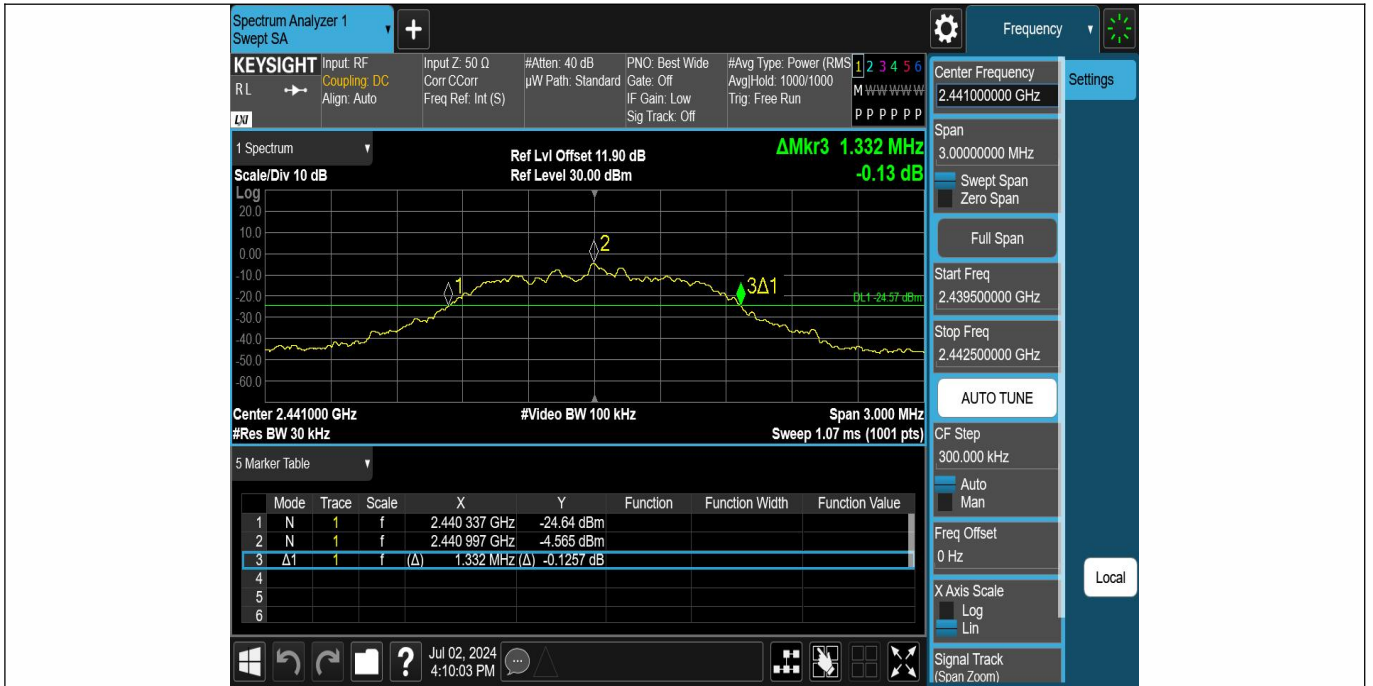 Spectrum Analyzer 1
Swept SA
Frequency
KEYSIGHT
RL
LXI
Input: RF
Coupling: DC
Align: Auto
Input Z: 50 Ω
Corr CCorr
Freq Ref: Int (S)
#Atten: 40 dB
µW Path: Standard
PNO: Best Wide
Gate: Off
IF Gain: Low
Sig Track: Off
#Avg Type: Power (RMS
Avg|Hold: 1000/1000
Trig: Free Run
1 2 3 4 5 6
M W W W W W
P P P P P P
1 Spectrum
Scale/Div 10 dB
Ref Lvl Offset 11.90 dB
Ref Level 30.00 dBm
ΔMkr3 1.332 MHz
-0.13 dB
Log
20.0
10.0
0.00
-10.0
-20.0
-30.0
-40.0
-50.0
-60.0
1
2
3Δ1
DL1 -24.57 dBm
Center 2.441000 GHz
#Video BW 100 kHz
Span 3.000 MHz
#Res BW 30 kHz
Sweep 1.07 ms (1001 pts)
5 Marker Table
Mode Trace Scale X Y Function Function Width Function Value
1 N 1 f 2.440 337 GHz -24.64 dBm
2 N 1 f 2.440 997 GHz -4.565 dBm
3 Δ1 1 f (Δ) 1.332 MHz (Δ) -0.1257 dB
4
5
6
Jul 02, 2024
4:10:03 PM
Center Frequency
2.441000000 GHz
Settings
Span
3.00000000 MHz
Swept Span
Zero Span
Full Span
Start Freq
2.439500000 GHz
Stop Freq
2.442500000 GHz
AUTO TUNE
CF Step
300.000 kHz
Auto
Man
Freq Offset
0 Hz
X Axis Scale
Log
Lin
Signal Track
(Span Zoom)
Local